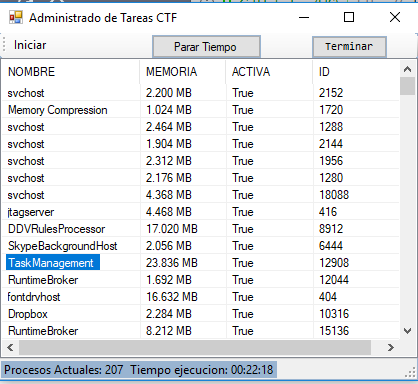 Administrado de Tareas CTF
Iniciar Parar Tiempo Terminar
NOMBRE MEMORIA ACTIVA ID
svchost 2.200 MB True 2152
Memory Compression 1.024 MB True 1720
svchost 2.464 MB True 1288
svchost 1.904 MB True 2144
svchost 2.312 MB True 1956
svchost 2.176 MB True 1280
svchost 4.368 MB True 18088
jtagserver 4.468 MB True 416
DDVRulesProcessor 17.020 MB True 8912
SkypeBackgroundHost 2.056 MB True 6444
TaskManagement 23.836 MB True 12908
RuntimeBroker 1.692 MB True 12044
fontdrvhost 16.632 MB True 404
Dropbox 2.284 MB True 10316
RuntimeBroker 8.212 MB True 15136
Procesos Actuales: 207 Tiempo ejecucion: 00:22:18